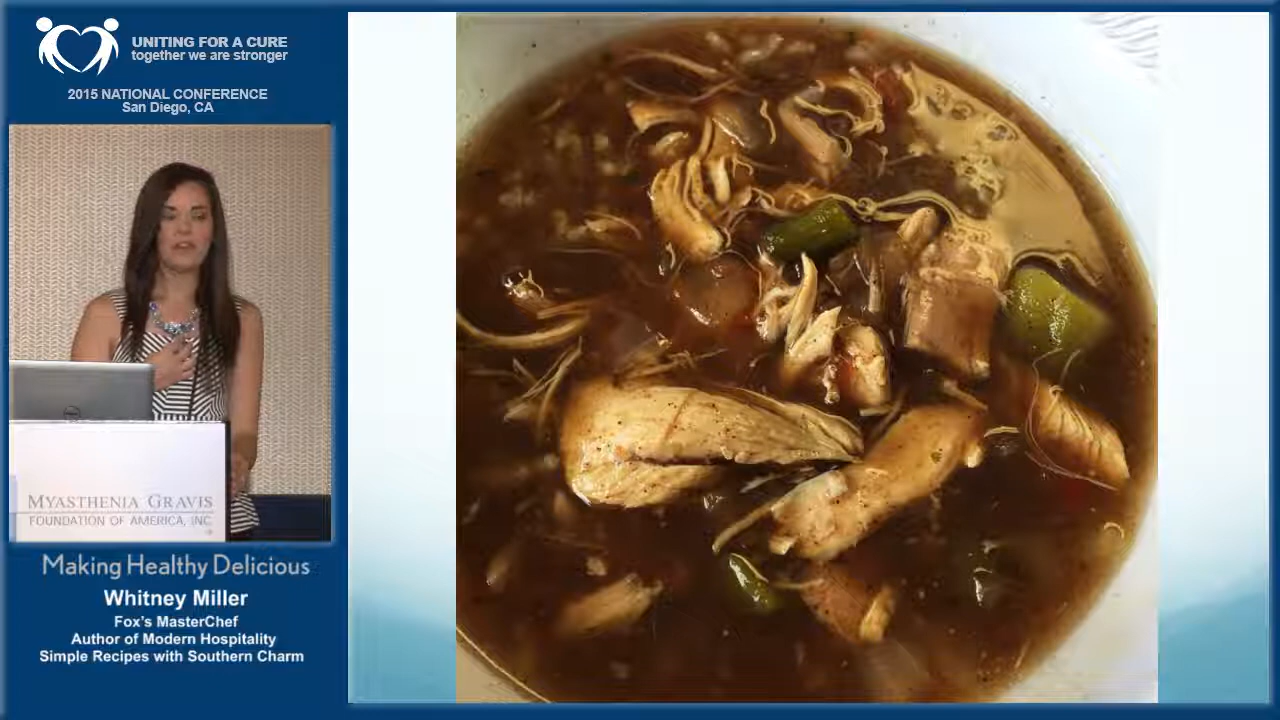 UNITING FOR A CURE
together we are stronger
2015 NATIONAL CONFERENCE
San Diego, CA
MYASTHENIA GRAVIS
FOUNDATION OF AMERICA, INC
Making Healthy Delicious
Whitney Miller
Fox's MasterChef
Author of Modern Hospitality
Simple Recipes with Southern Charm